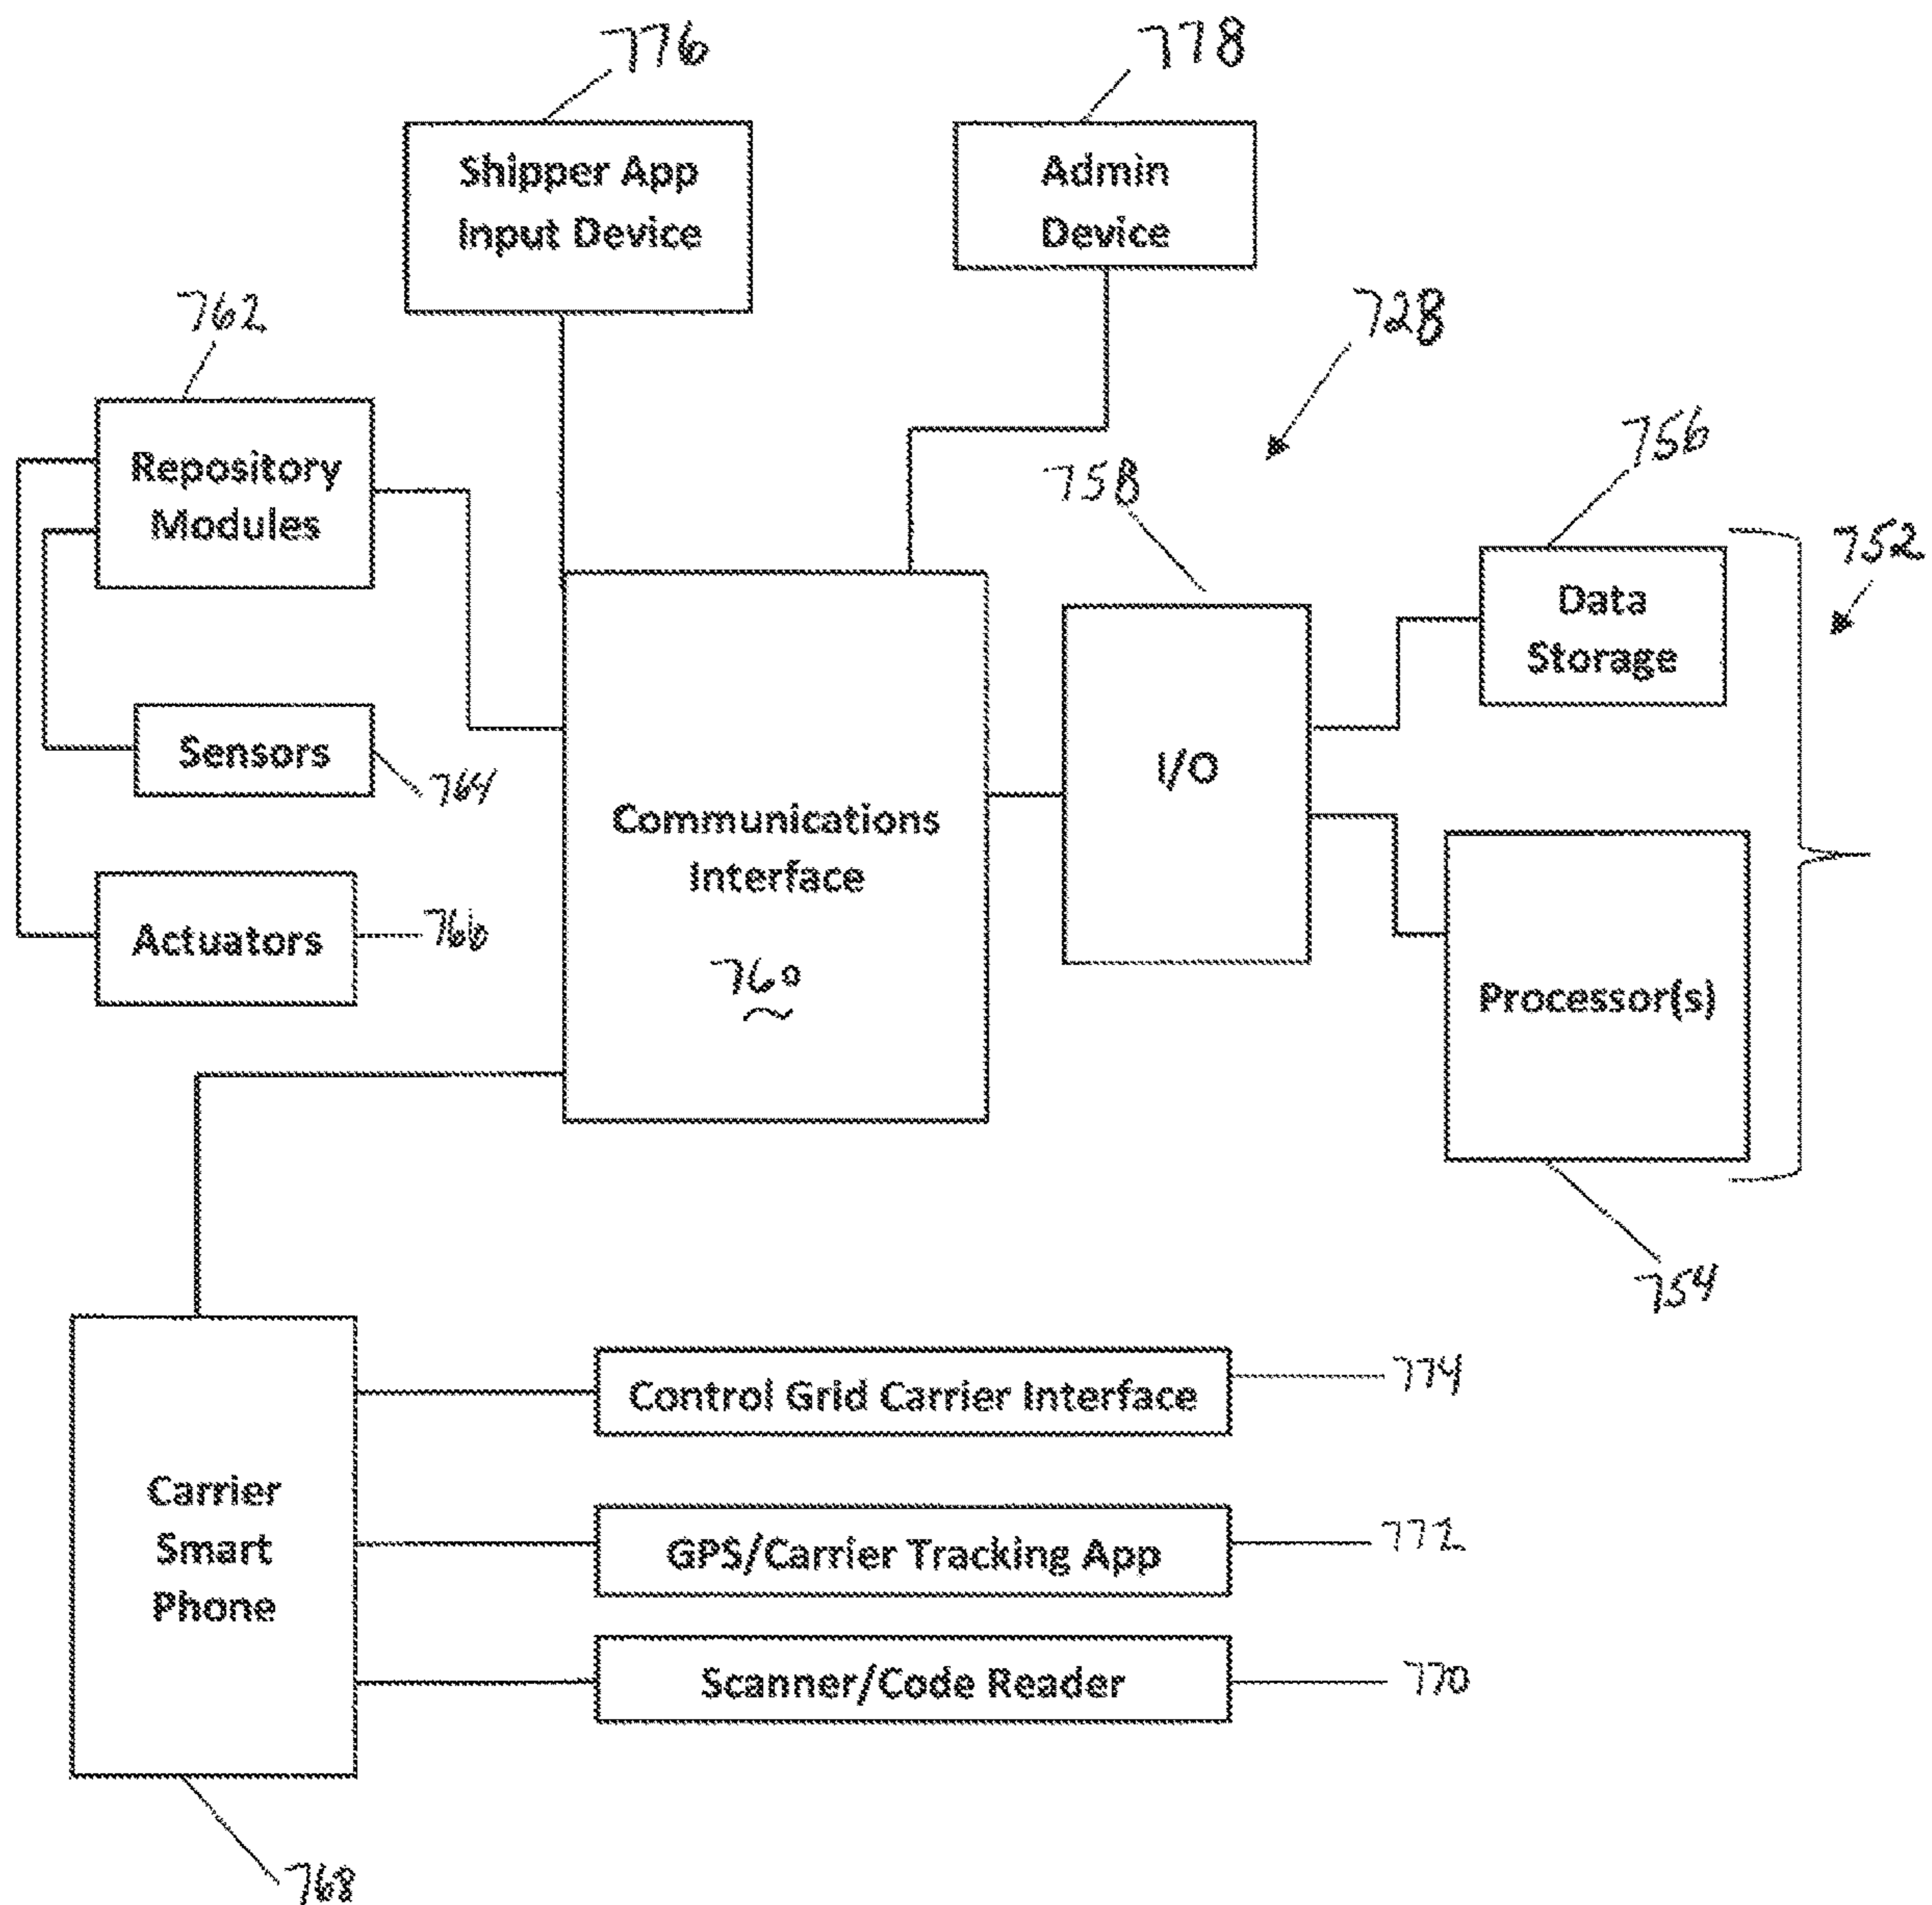 776
778
Shipper App
Input Device
Admin
Device
762
728
Repository
Modules
758
756
752
Data
Storage
Sensors
764
I/O
Communications
Interface
760
Actuators
766
Processor(s)
754
Control Grid Carrier Interface
774
Carrier
Smart
Phone
GPS/Carrier Tracking App
772
Scanner/Code Reader
770
768